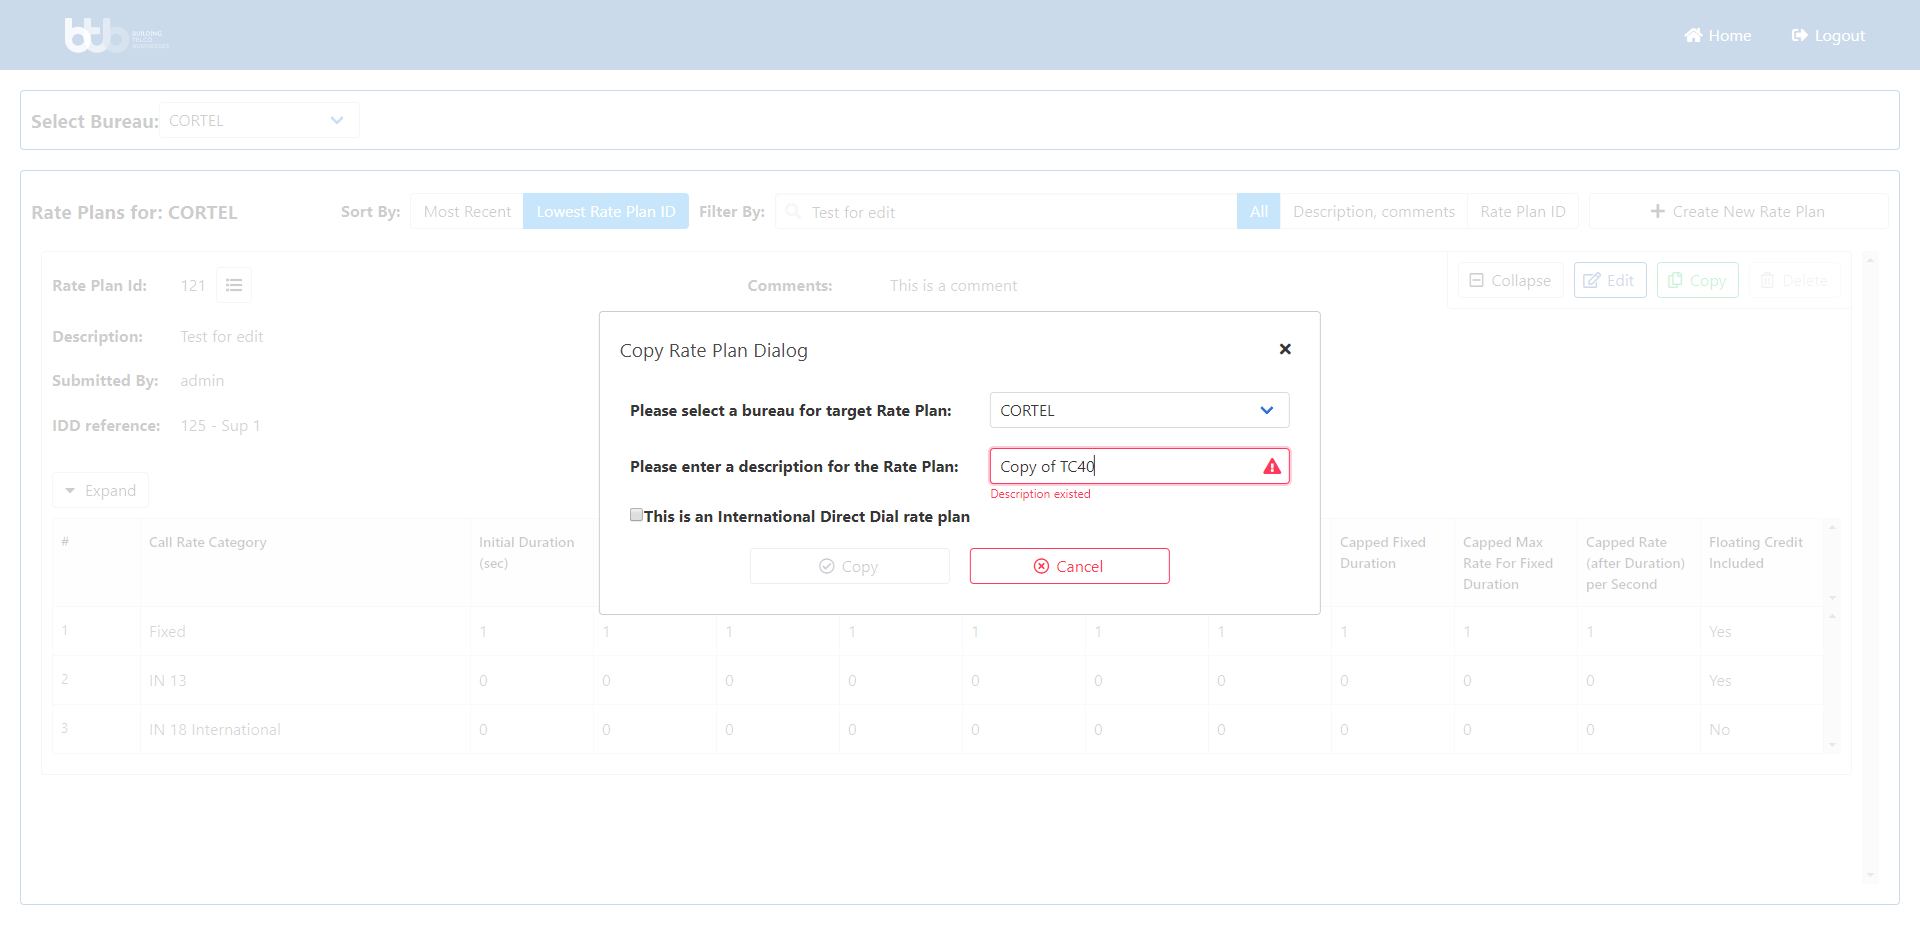 btb BUILDING TELCO BUSINESSES
Home
Logout
Select Bureau: CORTEL
Rate Plans for: CORTEL
Sort By: Most Recent Lowest Rate Plan ID
Filter By: Test for edit All Description, comments Rate Plan ID
Create New Rate Plan
Rate Plan Id: 121
Comments: This is a comment
Collapse Edit Copy Delete
Description: Test for edit
Submitted By: admin
IDD reference: 125 - Sup 1
Expand
Copy Rate Plan Dialog
Please select a bureau for target Rate Plan: CORTEL
Please enter a description for the Rate Plan: Copy of TC40
Description existed
This is an International Direct Dial rate plan
Copy Cancel
# Call Rate Category Initial Duration (sec) Capped Fixed Duration Capped Max Rate For Fixed Duration Capped Rate (after Duration) per Second Floating Credit Included
1 Fixed 1 1 1 1 1 1 1 1 1 1 Yes
2 IN 13 0 0 0 0 0 0 0 0 0 0 Yes
3 IN 18 International 0 0 0 0 0 0 0 0 0 0 No